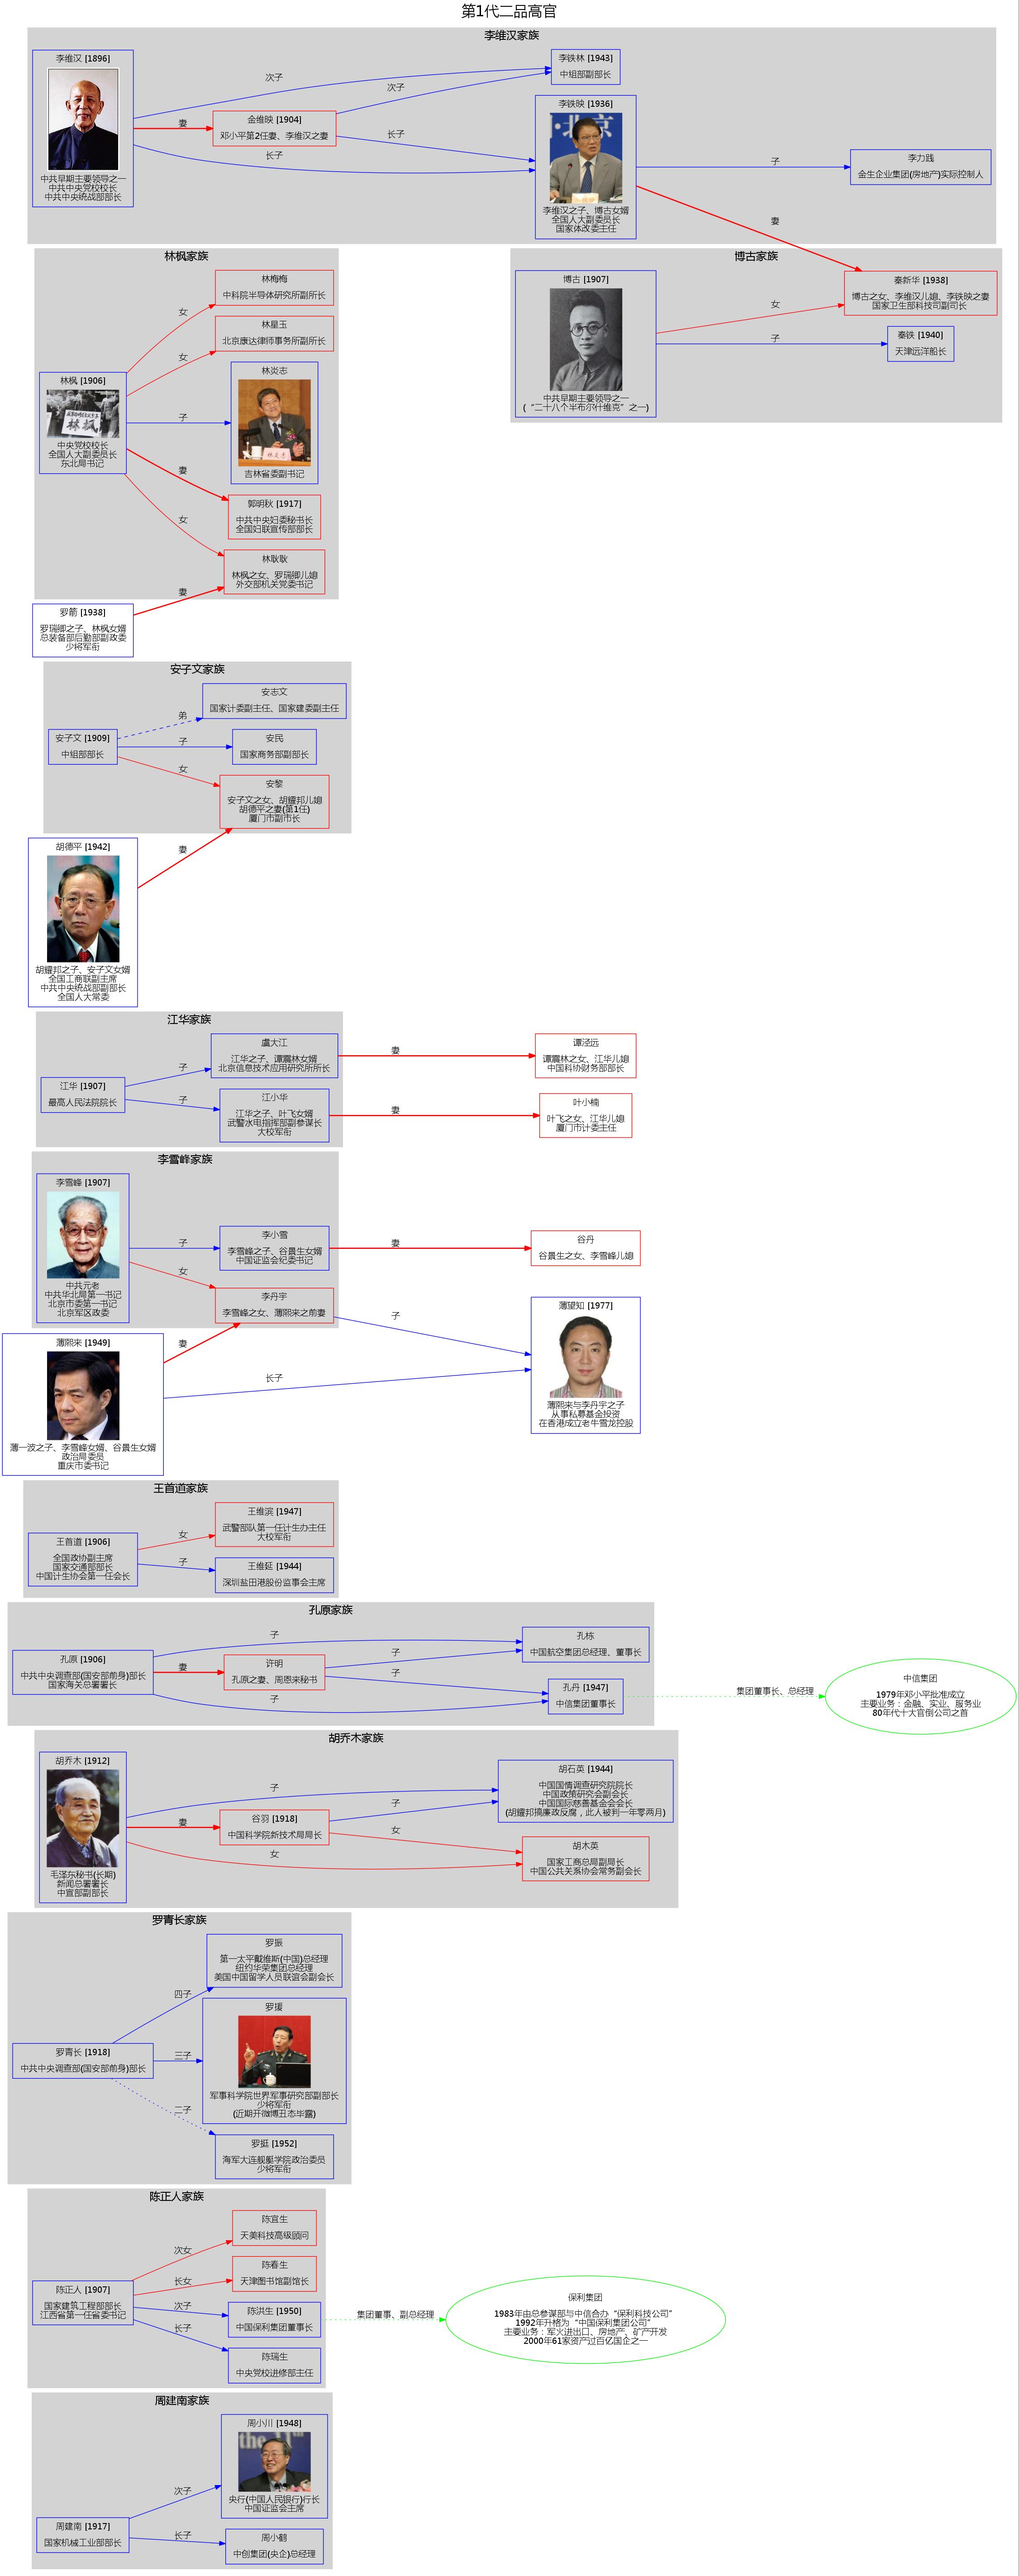 第1代二品高官
李维汉家族
李维汉 [1896]
中共早期主要领导之一
中共中央党校校长
中共中央统战部部长
次子
妻
长子
金维映 [1904]
邓小平第2任妻、李维汉之妻
次子
长子
李铁林 [1943]
中组部副部长
李铁映 [1936]
李维汉之子、博古女婿
全国人大副委员长
国家体改委主任
子
妻
李力践
金生企业集团(房地产)实际控制人
博古家族
博古 [1907]
中共早期主要领导之一
(“二十八个半布尔什维克”之一)
女
子
秦新华 [1938]
博古之女、李维汉儿媳、李铁映之妻
国家卫生部科技司副司长
秦铁 [1940]
天津远洋船长
林枫家族
林枫 [1906]
中央党校校长
全国人大副委员长
东北局书记
女
女
子
妻
女
林梅梅
中科院半导体研究所副所长
林星玉
北京康达律师事务所副所长
林炎志
吉林省委副书记
郭明秋 [1917]
中共中央妇委秘书长
全国妇联宣传部部长
林耿耿
林枫之女、罗瑞卿儿媳
外交部机关党委书记
罗箭 [1938]
罗瑞卿之子、林枫女婿
总装备部后勤部副政委
少将军衔
妻
安子文家族
安子文 [1909]
中组部部长
弟
子
女
安志文
国家计委副主任、国家建委副主任
安民
国家商务部副部长
安黎
安子文之女、胡耀邦儿媳
胡德平之妻(第1任)
厦门市副市长
胡德平 [1942]
胡耀邦之子、安子文女婿
全国工商联副主席
中共中央统战部副部长
全国人大常委
妻
江华家族
江华 [1907]
最高人民法院院长
子
子
虞大江
江华之子、谭震林女婿
北京信息技术应用研究所所长
江小华
江华之子、叶飞女婿
武警水电指挥部副参谋长
大校军衔
妻
妻
谭泾远
谭震林之女、江华儿媳
中国科协财务部部长
叶小楠
叶飞之女、江华儿媳
厦门市计委主任
李雪峰家族
李雪峰 [1907]
中共元老
中共华北局第一书记
北京市委第一书记
北京军区政委
子
女
李小雪
李雪峰之子、谷景生女婿
中国证监会纪委书记
李丹宇
李雪峰之女、薄熙来之前妻
妻
谷丹
谷景生之女、李雪峰儿媳
子
薄熙来 [1949]
薄一波之子、李雪峰女婿、谷景生女婿
政治局委员
重庆市委书记
妻
长子
薄望知 [1977]
薄熙来与李丹宇之子
从事私募基金投资
在香港成立老牛雪龙控股
王首道家族
王首道 [1906]
全国政协副主席
国家交通部部长
中国计生协会第一任会长
女
子
王维滨 [1947]
武警部队第一任计生办主任
大校军衔
王维延 [1944]
深圳盐田港股份监事会主席
孔原家族
孔原 [1906]
中共中央调查部(国安部前身)部长
国家海关总署署长
子
妻
子
许明
孔原之妻、周恩来秘书
子
子
孔栋
中国航空集团总经理、董事长
孔丹 [1947]
中信集团董事长
集团董事长、总经理
中信集团
1979年邓小平批准成立
主要业务：金融、实业、服务业
80年代十大官倒公司之首
胡乔木家族
胡乔木 [1912]
毛泽东秘书(长期)
新闻总署署长
中宣部副部长
子
妻
女
谷羽 [1918]
中国科学院新技术局局长
子
女
胡石英 [1944]
中国国情调查研究院院长
中国政策研究会副会长
中国国际慈善基金会会长
(胡耀邦搞廉政反腐，此人被判一年零两月)
胡木英
国家工商总局副局长
中国公共关系协会常务副会长
罗青长家族
罗青长 [1918]
中共中央调查部(国安部前身)部长
四子
三子
二子
罗振
第一太平戴维斯(中国)总经理
纽约华荣集团总经理
美国中国留学人员联谊会副会长
罗援
军事科学院世界军事研究部副部长
少将军衔
(近期开微博丑态毕露)
罗挺 [1952]
海军大连舰艇学院政治委员
少将军衔
陈正人家族
陈正人 [1907]
国家建筑工程部部长
江西省第一任省委书记
次女
长女
次子
长子
陈宜生
天美科技高级顾问
陈春生
天津图书馆副馆长
陈洪生 [1950]
中国保利集团董事长
陈瑞生
中央党校进修部主任
集团董事、副总经理
保利集团
1983年由总参谋部与中信合办“保利科技公司”
1992年升格为“中国保利集团公司”
主要业务：军火进出口、房地产、矿产开发
2000年61家资产过百亿国企之一
周建南家族
周建南 [1917]
国家机械工业部部长
次子
长子
周小川 [1948]
央行(中国人民银行)行长
中国证监会主席
周小鹤
中创集团(央企)总经理